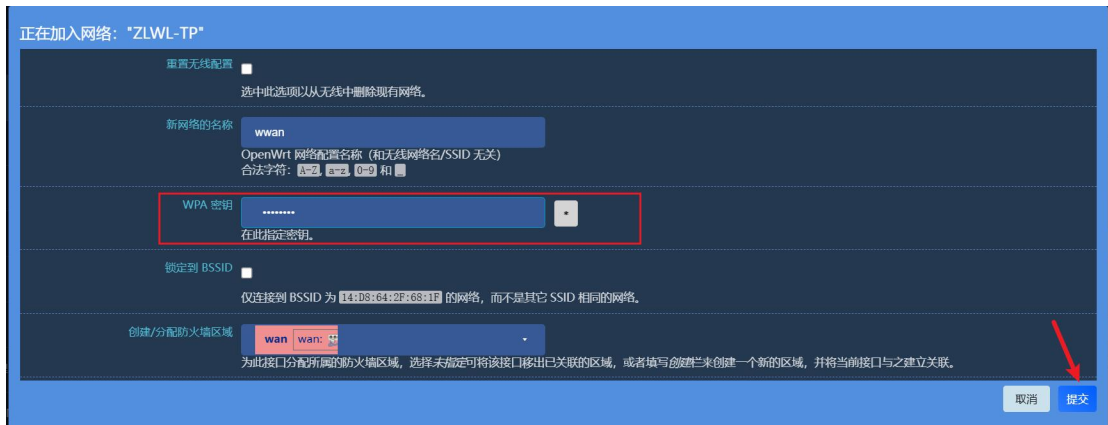 正在加入网络："ZLWL-TP"
重置无线配置
选中此选项以从无线中删除现有网络。
新网络的名称
wwan
OpenWrt 网络配置名称（和无线网络名/SSID 无关）
合法字符：A-Z, a-z, 0-9 和 _
WPA 密钥
••••••••
*
在此指定密钥。
锁定到 BSSID
仅连接到 BSSID 为 14:D8:64:2F:68:1F 的网络，而不是其它 SSID 相同的网络。
创建/分配防火墙区域
wan wan:
为此接口分配所属的防火墙区域，选择未指定可将该接口移出已关联的区域，或者填写创建栏来创建一个新的区域，并将当前接口与之建立关联。
取消 提交